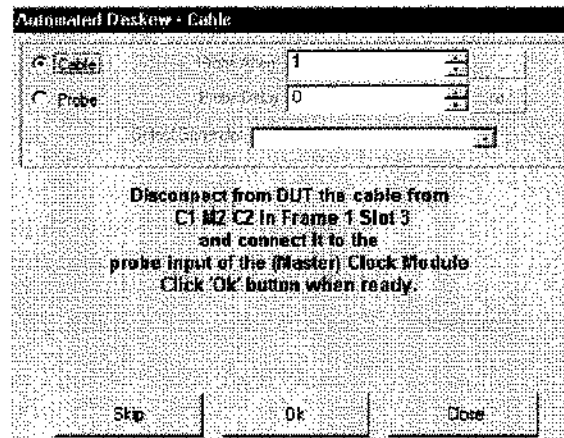 Automated Deskew - Cable
Cable
1
Probe
0
Disconnect from DUT the cable from
C1 M2 C2 in Frame 1 Slot 3
and connect it to the
probe input of the (Master) Clock Module
Click 'Ok' button when ready.
Skip Ok Close